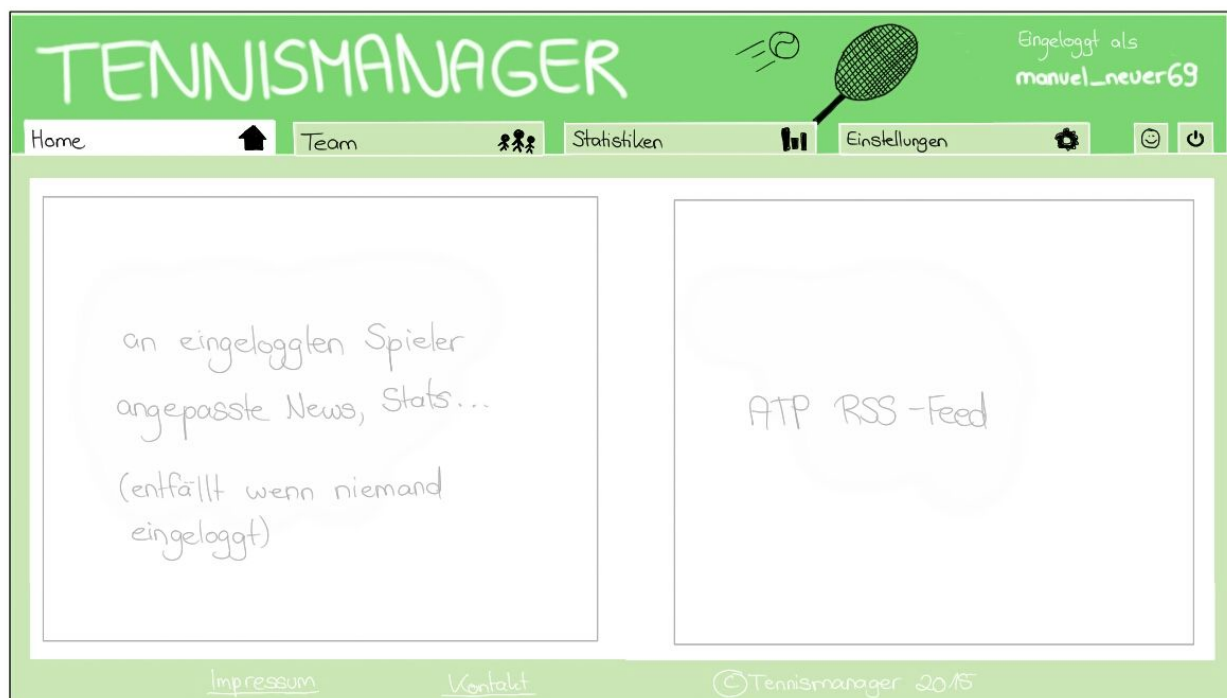 TENNISMANAGER
Eingeloggt als
manuel_neuer69
Home
Team
Statistiken
Einstellungen
an eingeloggten Spieler
angepasste News, Stats...
(entfällt wenn niemand
eingeloggt)
ATP RSS-Feed
Impressum
Kontakt
© Tennismanager 2015